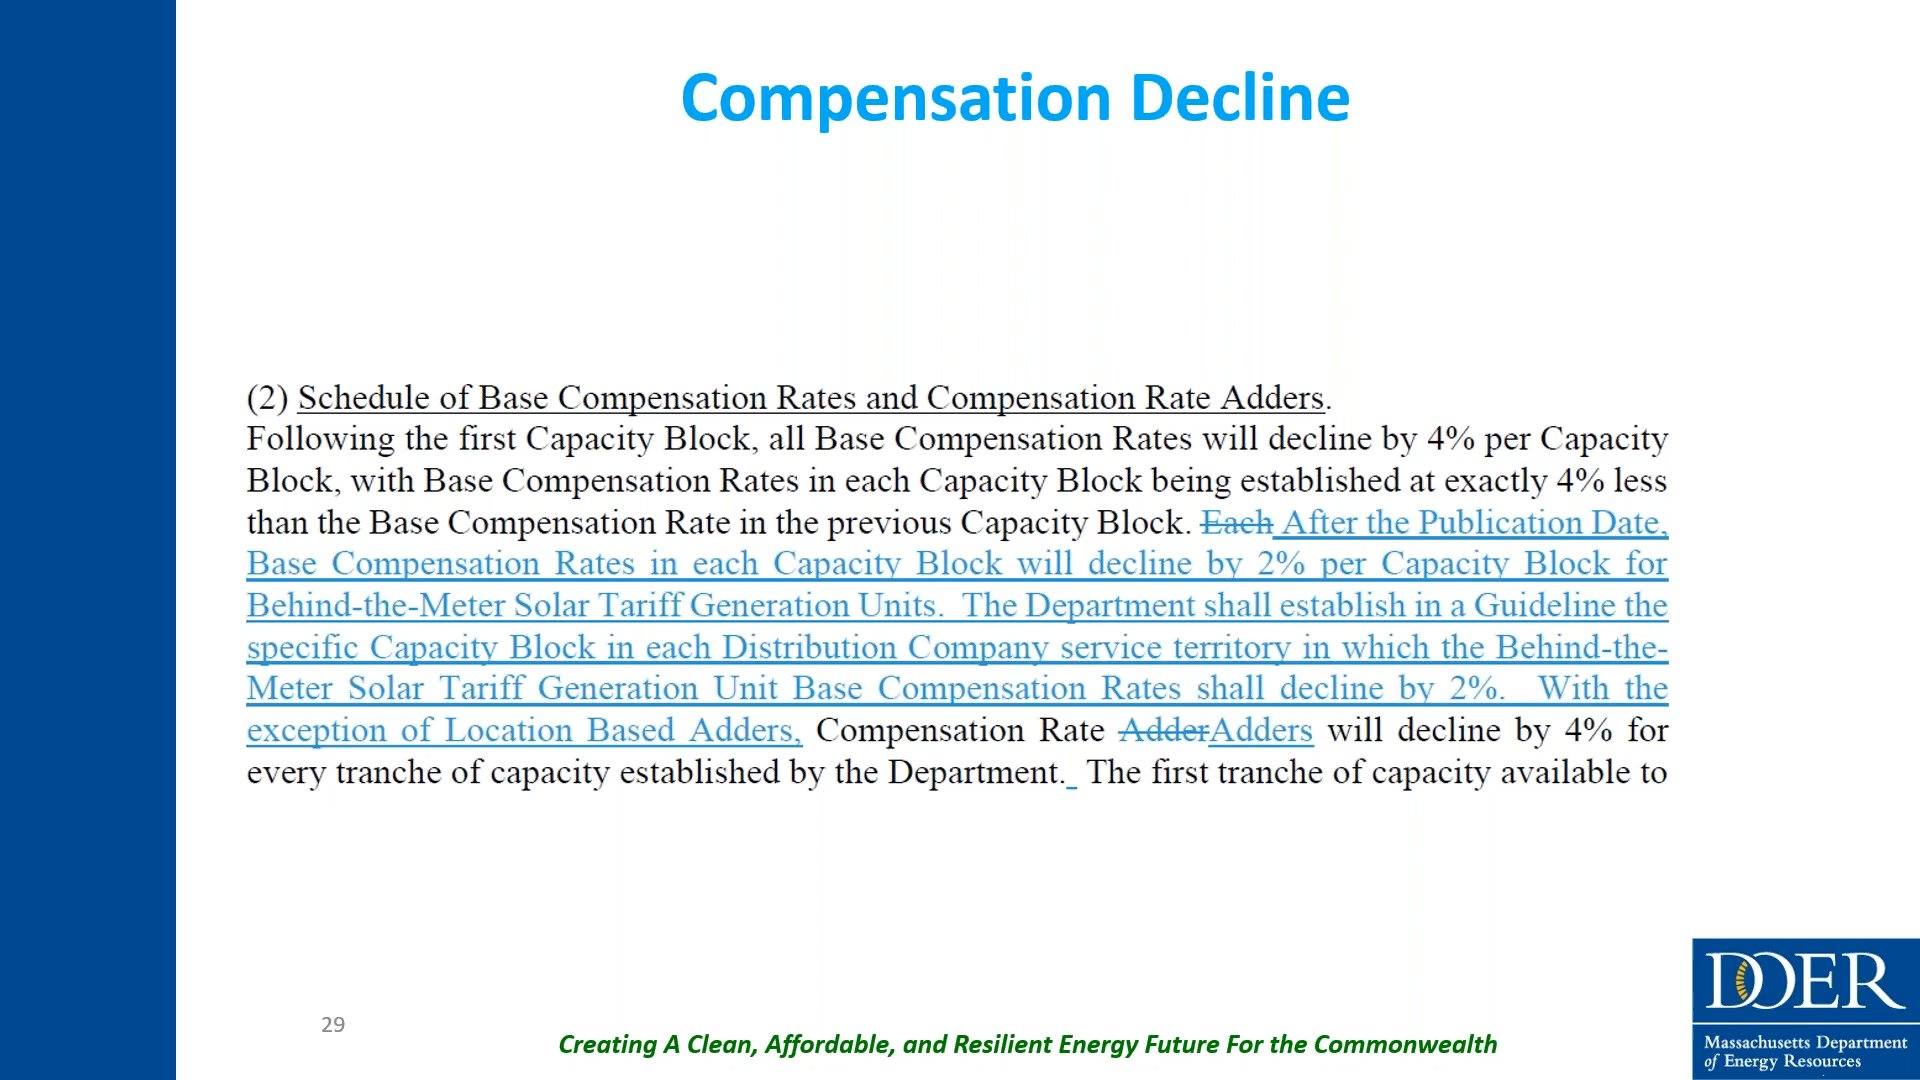 Compensation Decline
(2) Schedule of Base Compensation Rates and Compensation Rate Adders.
Following the first Capacity Block, all Base Compensation Rates will decline by 4% per Capacity
Block, with Base Compensation Rates in each Capacity Block being established at exactly 4% less
than the Base Compensation Rate in the previous Capacity Block. Each After the Publication Date,
Base Compensation Rates in each Capacity Block will decline by 2% per Capacity Block for
Behind-the-Meter Solar Tariff Generation Units. The Department shall establish in a Guideline the
specific Capacity Block in each Distribution Company service territory in which the Behind-the-
Meter Solar Tariff Generation Unit Base Compensation Rates shall decline by 2%. With the
exception of Location Based Adders, Compensation Rate AdderAdders will decline by 4% for
every tranche of capacity established by the Department. The first tranche of capacity available to
29
Creating A Clean, Affordable, and Resilient Energy Future For the Commonwealth
DOER
Massachusetts Department
of Energy Resources